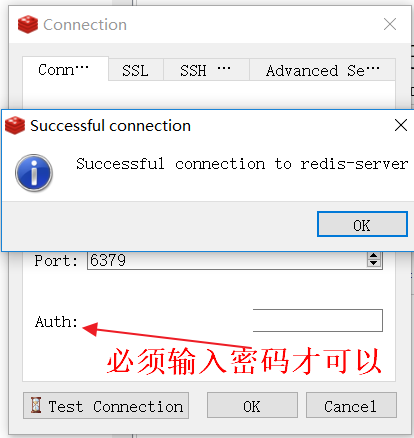 Connection
Conn…
SSL
SSH …
Advanced Se…
Successful connection
Successful connection to redis-server
OK
Port:
6379
Auth:
必须输入密码才可以
Test Connection
OK
Cancel